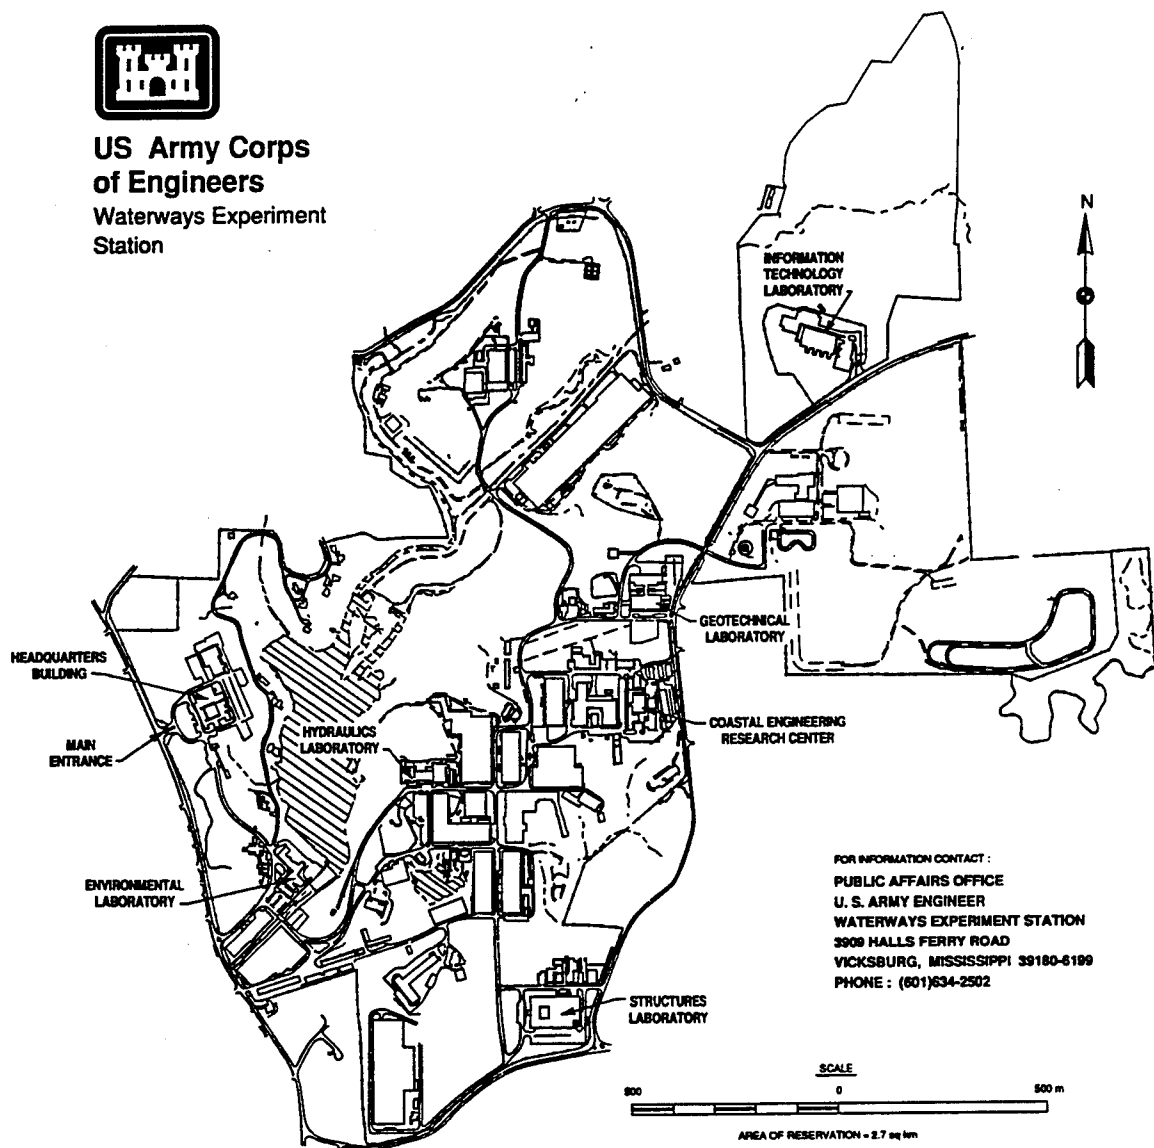 US Army Corps
of Engineers
Waterways Experiment
Station
N
INFORMATION
TECHNOLOGY
LABORATORY
GEOTECHNICAL
LABORATORY
HEADQUARTERS
BUILDING
MAIN
ENTRANCE
HYDRAULICS
LABORATORY
COASTAL ENGINEERING
RESEARCH CENTER
ENVIRONMENTAL
LABORATORY
STRUCTURES
LABORATORY
FOR INFORMATION CONTACT :
PUBLIC AFFAIRS OFFICE
U. S. ARMY ENGINEER
WATERWAYS EXPERIMENT STATION
3909 HALLS FERRY ROAD
VICKSBURG, MISSISSIPPI 39180-6199
PHONE : (601)634-2502
SCALE
500 0 500 m
AREA OF RESERVATION = 2.7 sq km